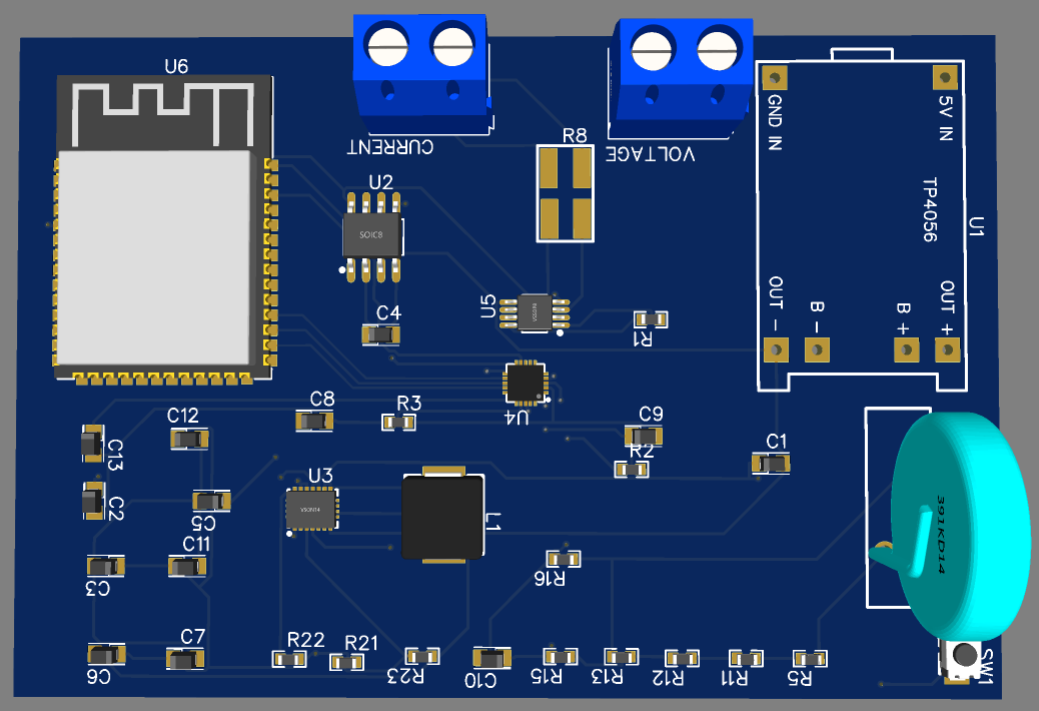 U6
CURRENT
VOLTAGE
R8
GND IN
5V IN
U2
SOIC8
TP4056
U1
U5
OUT -
B -
B +
OUT +
C4
R1
U4
C8
R3
C9
R2
C1
C12
C13
C2
C5
U3
L1
391KD14
C3
C11
R16
C6
C7
R22
R21
R23
C10
R15
R13
R12
R11
R5
SW1